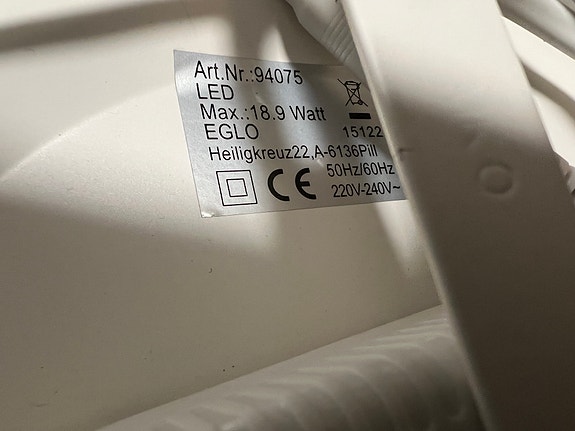 Art.Nr.:94075
LED
Max.:18.9 Watt
EGLO 15122
Heiligkreuz22,A-6136Pill
50Hz/60Hz
CE 220V-240V~